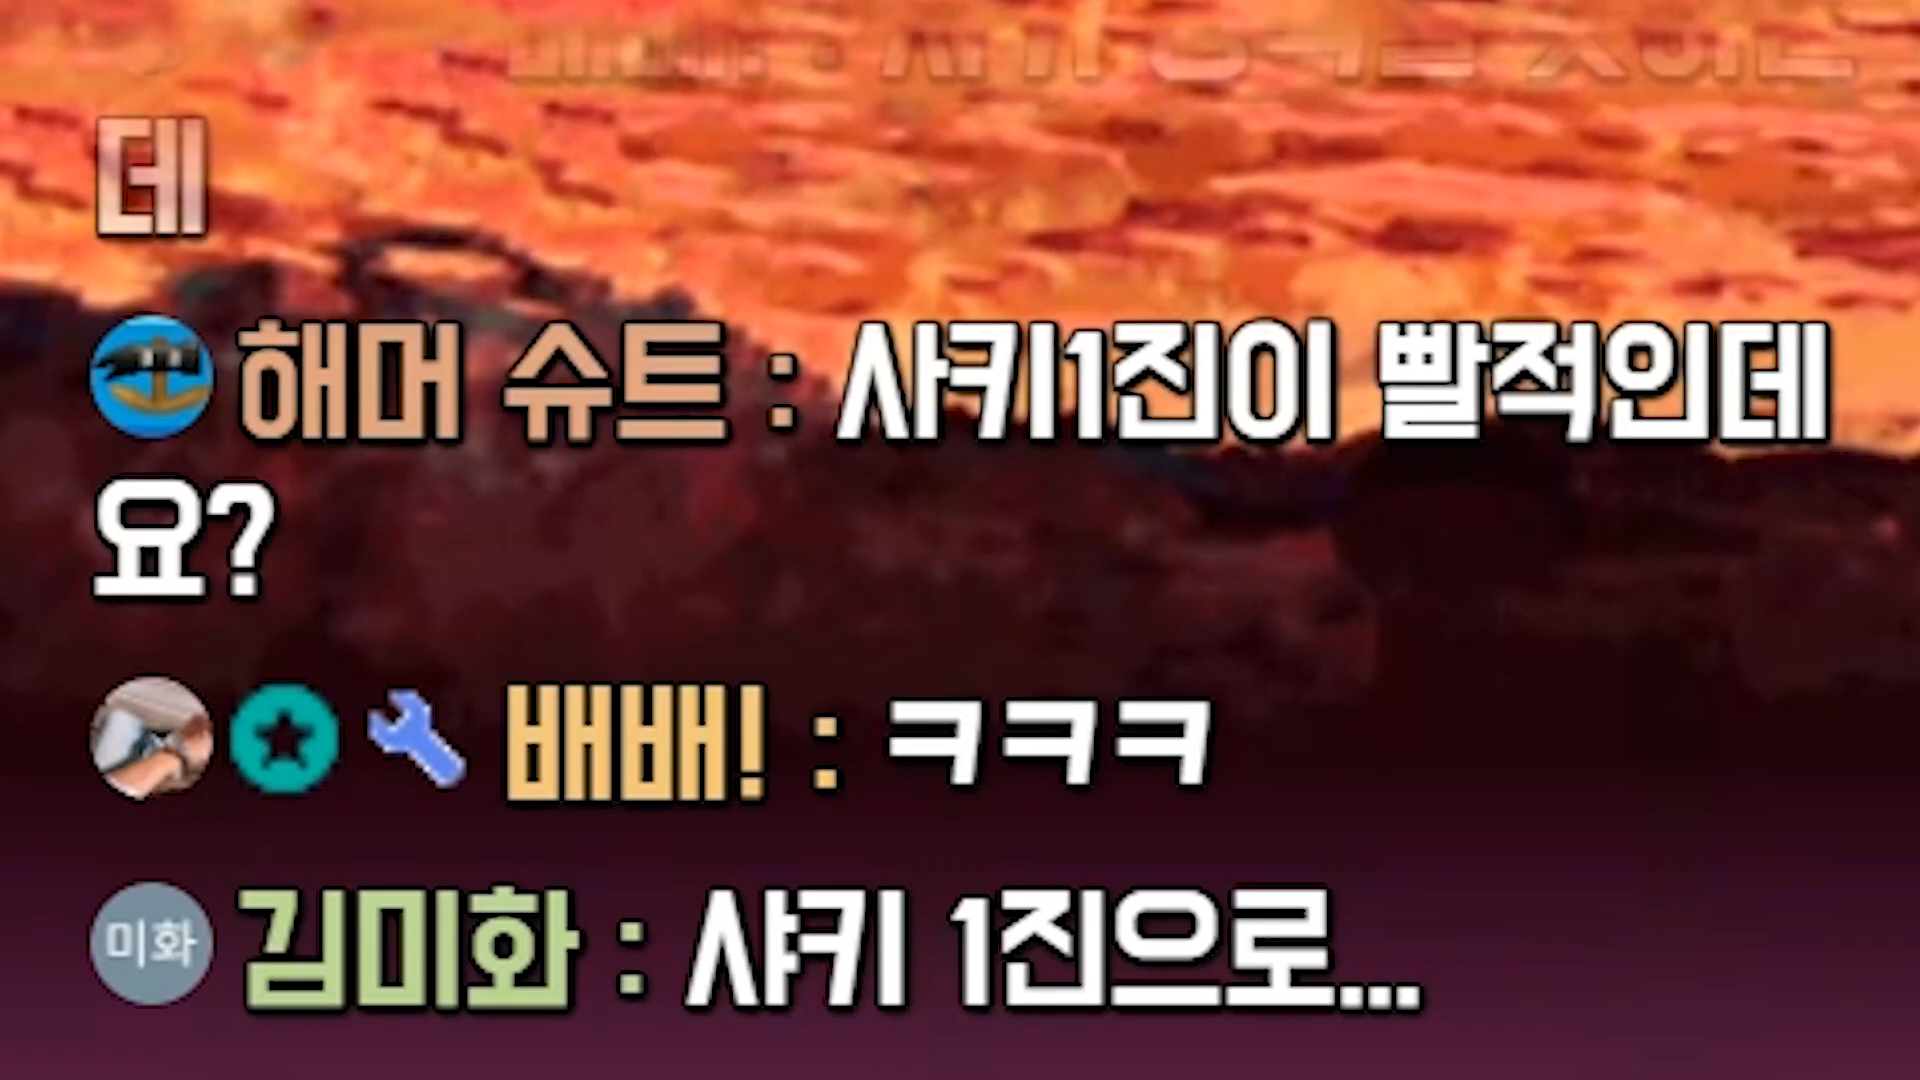 데
해머 슈트 : 샤키1진이 빨적인데
요?
배배! : ㅋㅋㅋ
미화 김미화 : 샤키 1진으로...